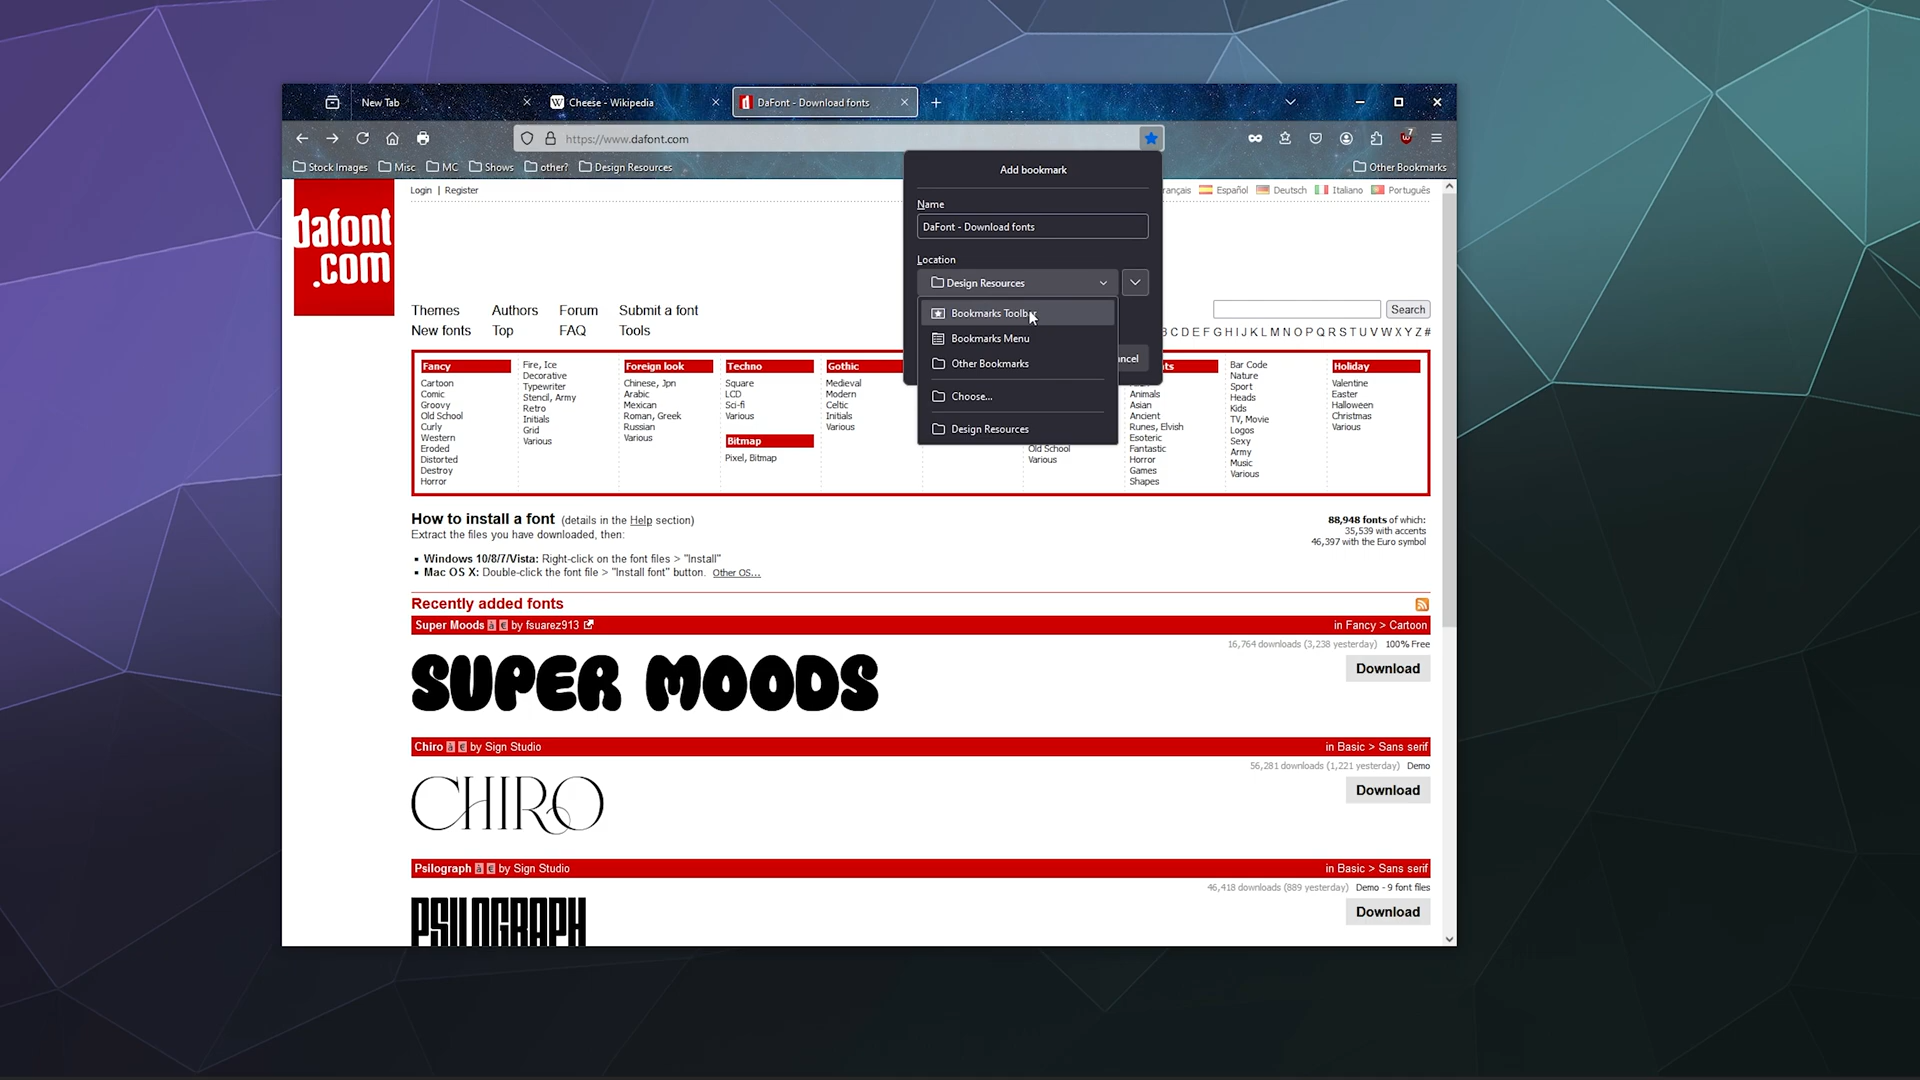 New Tab
Cheese - Wikipedia
DaFont - Download fonts
https://www.dafont.com
7
Stock Images
Misc
MC
Shows
other?
Design Resources
Other Bookmarks
Add bookmark
Name
DaFont - Download fonts
Location
Design Resources
Bookmarks Toolbar
Bookmarks Menu
Other Bookmarks
Choose...
Design Resources
dafont
.com
Login | Register
Español
Deutsch
Italiano
Português
Themes
Authors
Forum
Submit a font
New fonts
Top
FAQ
Tools
Search
C D E F G H I J K L M N O P Q R S T U V W X Y Z #
Fancy
Cartoon
Comic
Groovy
Old School
Curly
Western
Eroded
Distorted
Destroy
Horror
Fire, Ice
Decorative
Typewriter
Stencil, Army
Retro
Initials
Grid
Various
Foreign look
Chinese, Jpn
Arabic
Mexican
Roman, Greek
Russian
Various
Techno
Square
LCD
Sci-fi
Various
Bitmap
Pixel, Bitmap
Gothic
Medieval
Modern
Celtic
Initials
Various
Old School
Various
Animals
Asian
Ancient
Runes, Elvish
Esoteric
Fantastic
Horror
Games
Shapes
Bar Code
Nature
Sport
Heads
Kids
TV, Movie
Logos
Sexy
Army
Music
Various
Holiday
Valentine
Easter
Halloween
Christmas
Various
How to install a font (details in the Help section)
Extract the files you have downloaded, then:
Windows 10/8/7/Vista: Right-click on the font files > "Install"
Mac OS X: Double-click the font file > "Install font" button. Other OS...
88,948 fonts of which:
35,539 with accents
46,397 with the Euro symbol
Recently added fonts
Super Moods à € by fsuarez913
in Fancy > Cartoon
16,764 downloads (3,238 yesterday) 100% Free
SUPER MOODS
Download
Chiro à € by Sign Studio
in Basic > Sans serif
56,281 downloads (1,221 yesterday) Demo
CHIRO
Download
Psilograph à € by Sign Studio
in Basic > Sans serif
46,418 downloads (889 yesterday) Demo - 9 font files
PSILOGRAPH
Download